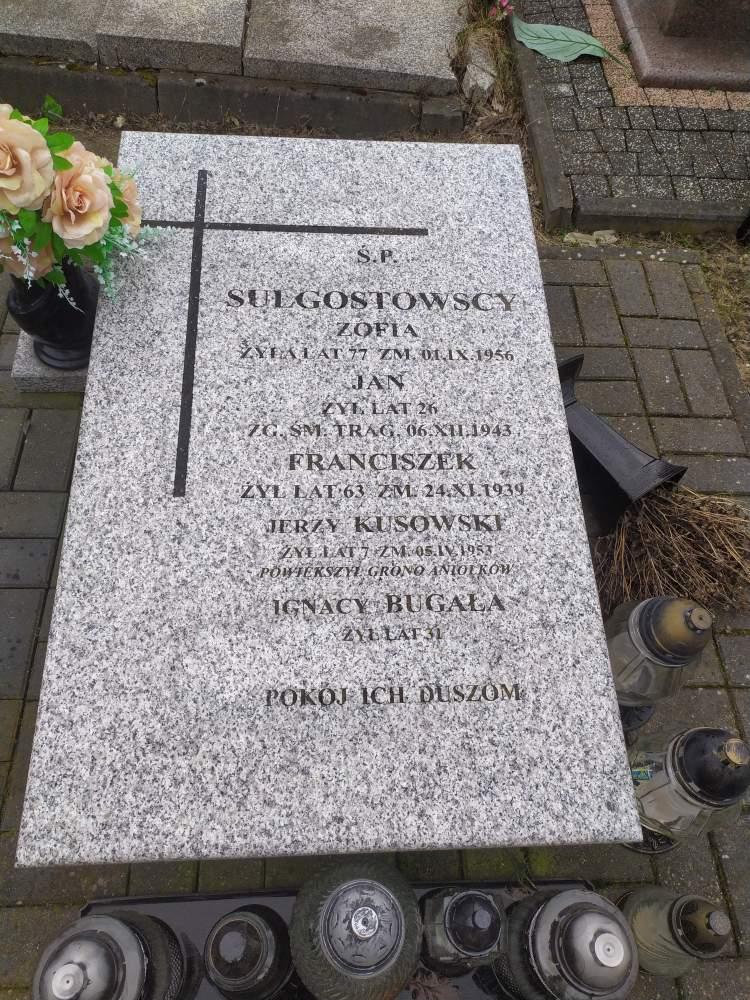 Ś.P.
SULGOSTOWSCY
ZOFIA
ŻYŁA LAT 77 ZM. 01.IX.1956
JAN
ŻYŁ LAT 26
ZG. ŚM. TRAG. 06.XII.1943
FRANCISZEK
ŻYŁ LAT 63 ZM. 24.XI.1939
JERZY KUSOWSKI
ŻYŁ LAT 7 ZM. 05.IV.1953
POWIĘKSZYŁ GRONO ANIOŁKÓW
IGNACY BUGAŁA
ŻYŁ LAT 31
POKÓJ ICH DUSZOM